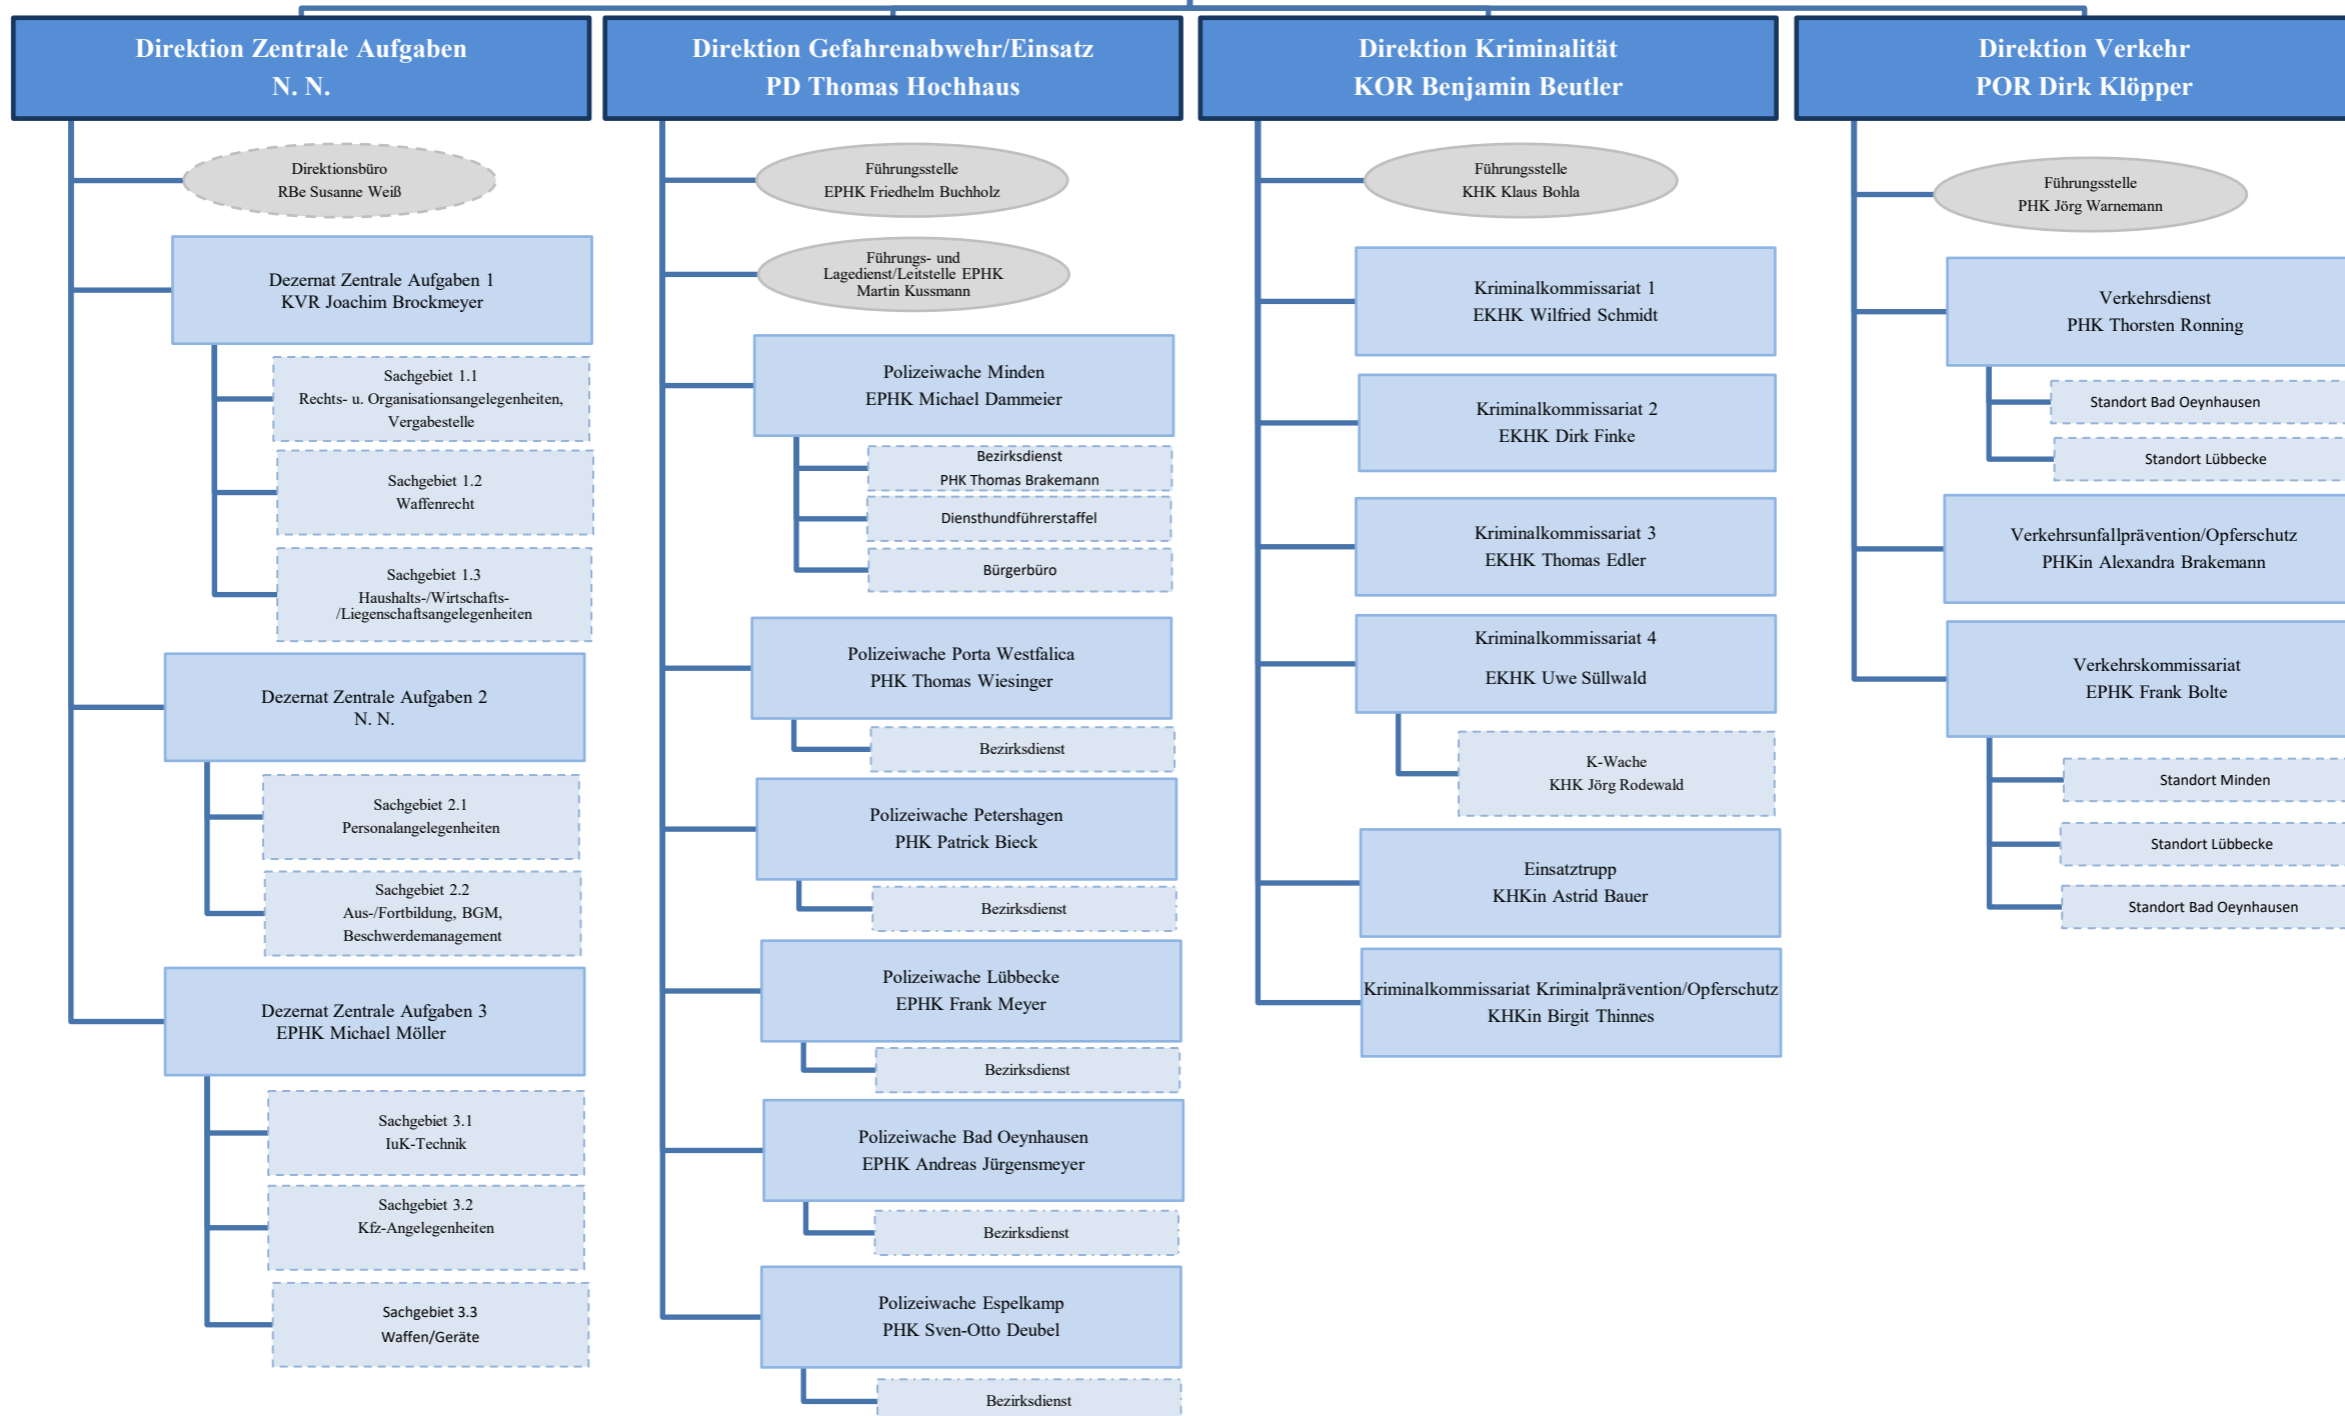 Direktion Zentrale Aufgaben
N. N.
Direktionsbüro
RBe Susanne Weiß
Dezernat Zentrale Aufgaben 1
KVR Joachim Brockmeyer
Sachgebiet 1.1
Rechts- u. Organisationsangelegenheiten,
Vergabestelle
Sachgebiet 1.2
Waffenrecht
Sachgebiet 1.3
Haushalts-/Wirtschafts-
/Liegenschaftsangelegenheiten
Dezernat Zentrale Aufgaben 2
N. N.
Sachgebiet 2.1
Personalangelegenheiten
Sachgebiet 2.2
Aus-/Fortbildung, BGM,
Beschwerdemanagement
Dezernat Zentrale Aufgaben 3
EPHK Michael Möller
Sachgebiet 3.1
IuK-Technik
Sachgebiet 3.2
Kfz-Angelegenheiten
Sachgebiet 3.3
Waffen/Geräte
Direktion Gefahrenabwehr/Einsatz
PD Thomas Hochhaus
Führungsstelle
EPHK Friedhelm Buchholz
Führungs- und
Lagedienst/Leitstelle EPHK
Martin Kussmann
Polizeiwache Minden
EPHK Michael Dammeier
Bezirksdienst
PHK Thomas Brakemann
Diensthundführerstaffel
Bürgerbüro
Polizeiwache Porta Westfalica
PHK Thomas Wiesinger
Bezirksdienst
Polizeiwache Petershagen
PHK Patrick Bieck
Bezirksdienst
Polizeiwache Lübbecke
EPHK Frank Meyer
Bezirksdienst
Polizeiwache Bad Oeynhausen
EPHK Andreas Jürgensmeyer
Bezirksdienst
Polizeiwache Espelkamp
PHK Sven-Otto Deubel
Bezirksdienst
Direktion Kriminalität
KOR Benjamin Beutler
Führungsstelle
KHK Klaus Bohla
Kriminalkommissariat 1
EKHK Wilfried Schmidt
Kriminalkommissariat 2
EKHK Dirk Finke
Kriminalkommissariat 3
EKHK Thomas Edler
Kriminalkommissariat 4
EKHK Uwe Süllwald
K-Wache
KHK Jörg Rodewald
Einsatztrupp
KHKin Astrid Bauer
Kriminalkommissariat Kriminalprävention/Opferschutz
KHKin Birgit Thinnes
Direktion Verkehr
POR Dirk Klöpper
Führungsstelle
PHK Jörg Warnemann
Verkehrsdienst
PHK Thorsten Ronning
Standort Bad Oeynhausen
Standort Lübbecke
Verkehrsunfallprävention/Opferschutz
PHKin Alexandra Brakemann
Verkehrskommissariat
EPHK Frank Bolte
Standort Minden
Standort Lübbecke
Standort Bad Oeynhausen